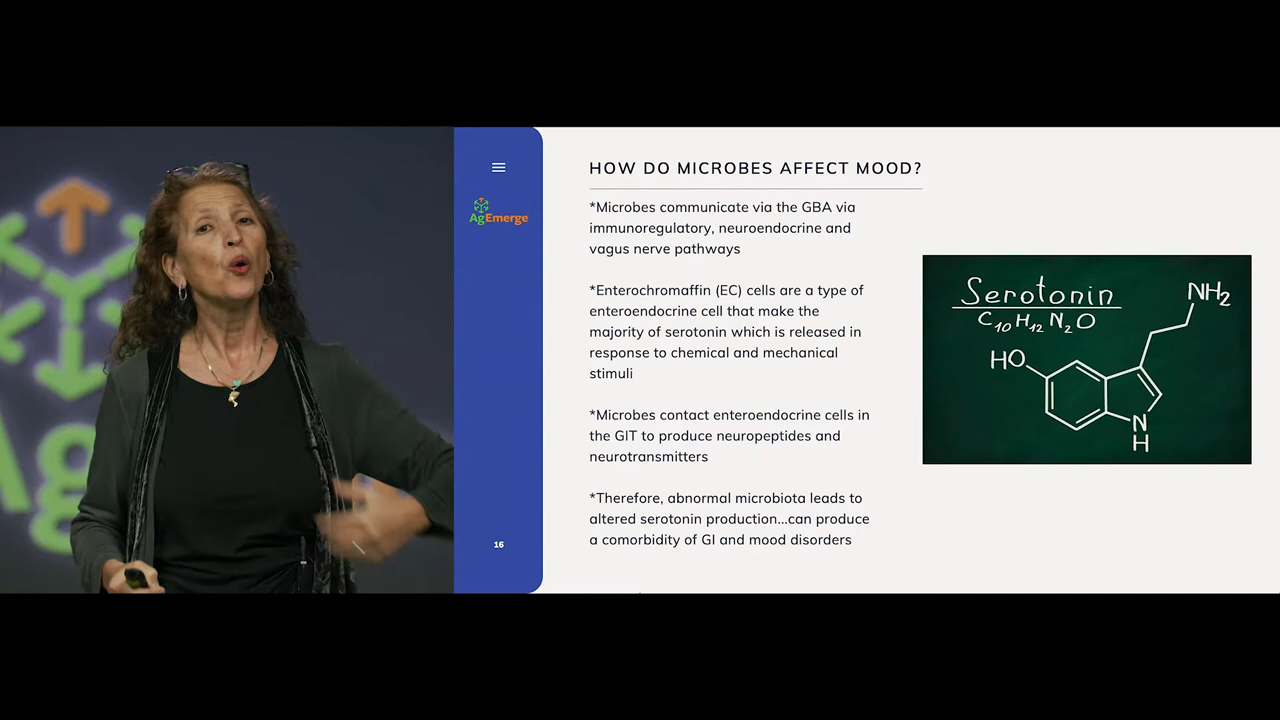 HOW DO MICROBES AFFECT MOOD?
AgEmerge
*Microbes communicate via the GBA via
immunoregulatory, neuroendocrine and
vagus nerve pathways
*Enterochromaffin (EC) cells are a type of
enteroendocrine cell that make the
majority of serotonin which is released in
response to chemical and mechanical
stimuli
*Microbes contact enteroendocrine cells in
the GIT to produce neuropeptides and
neurotransmitters
*Therefore, abnormal microbiota leads to
altered serotonin production...can produce
a comorbidity of GI and mood disorders
16
Serotonin
C10H12N2O
NH2
HO
N
H
Ag